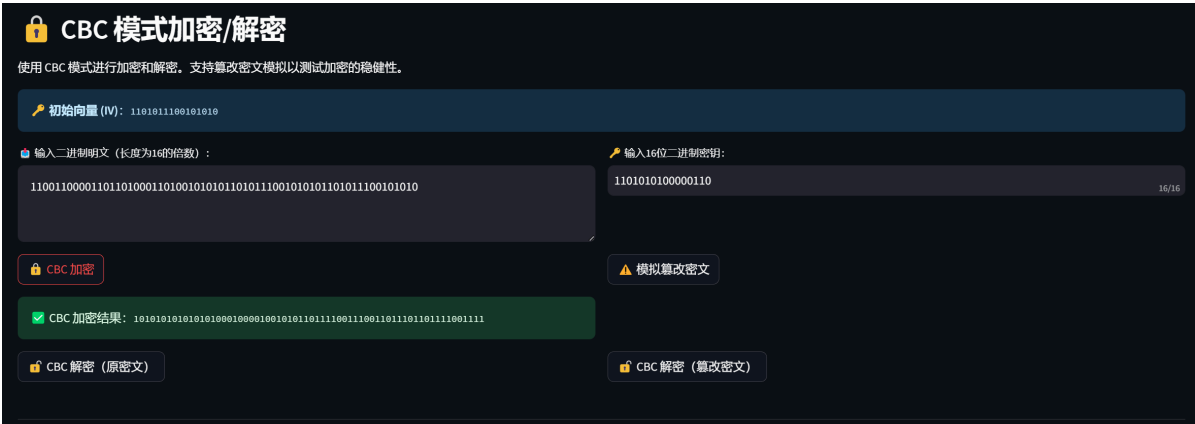 CBC 模式加密/解密
使用 CBC 模式进行加密和解密。支持篡改密文模拟以测试加密的稳健性。
初始向量 (IV)： 1101011100101010
输入二进制明文（长度为16的倍数）:
输入16位二进制密钥:
1100110000110110100011010010101011010111001010101101011100101010
1101010100000110
16/16
CBC 加密
模拟篡改密文
CBC 加密结果： 1010101010101010001000010010101101111001110011011101101111001111
CBC 解密（原密文）
CBC 解密（篡改密文）